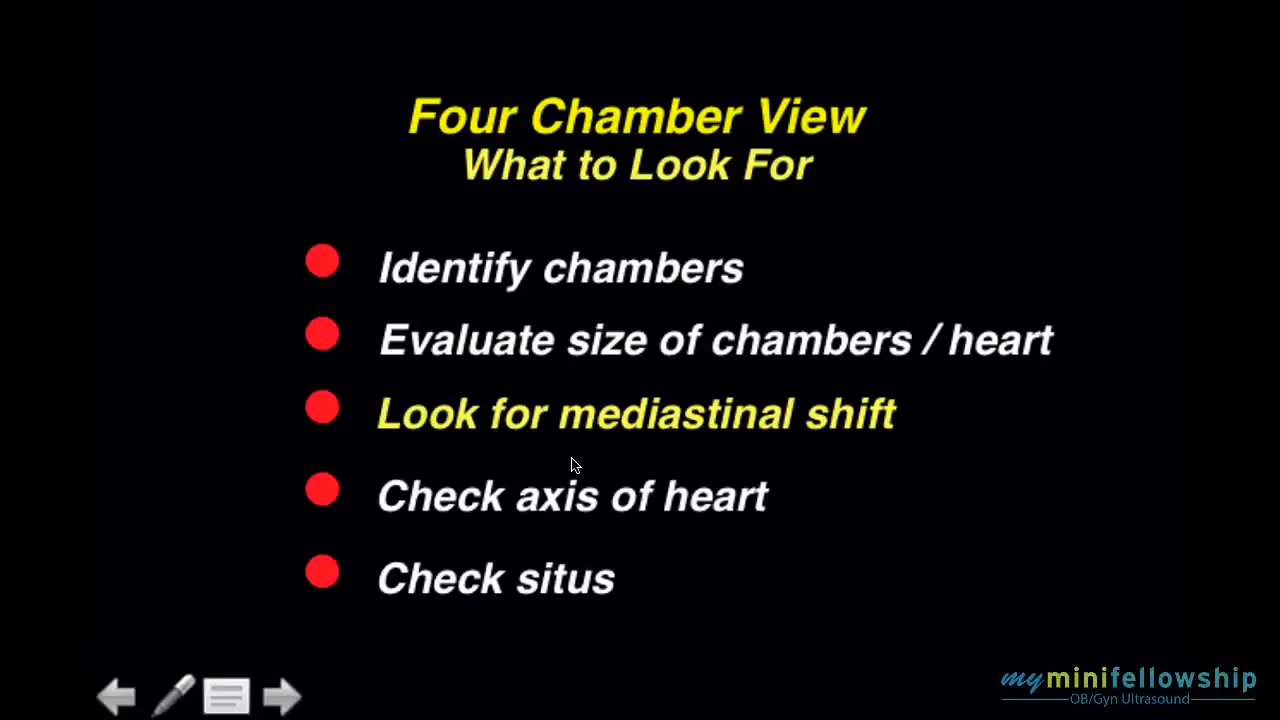 Four Chamber View
What to Look For
Identify chambers
Evaluate size of chambers / heart
Look for mediastinal shift
Check axis of heart
Check situs
myminifellowship
OB/Gyn Ultrasound